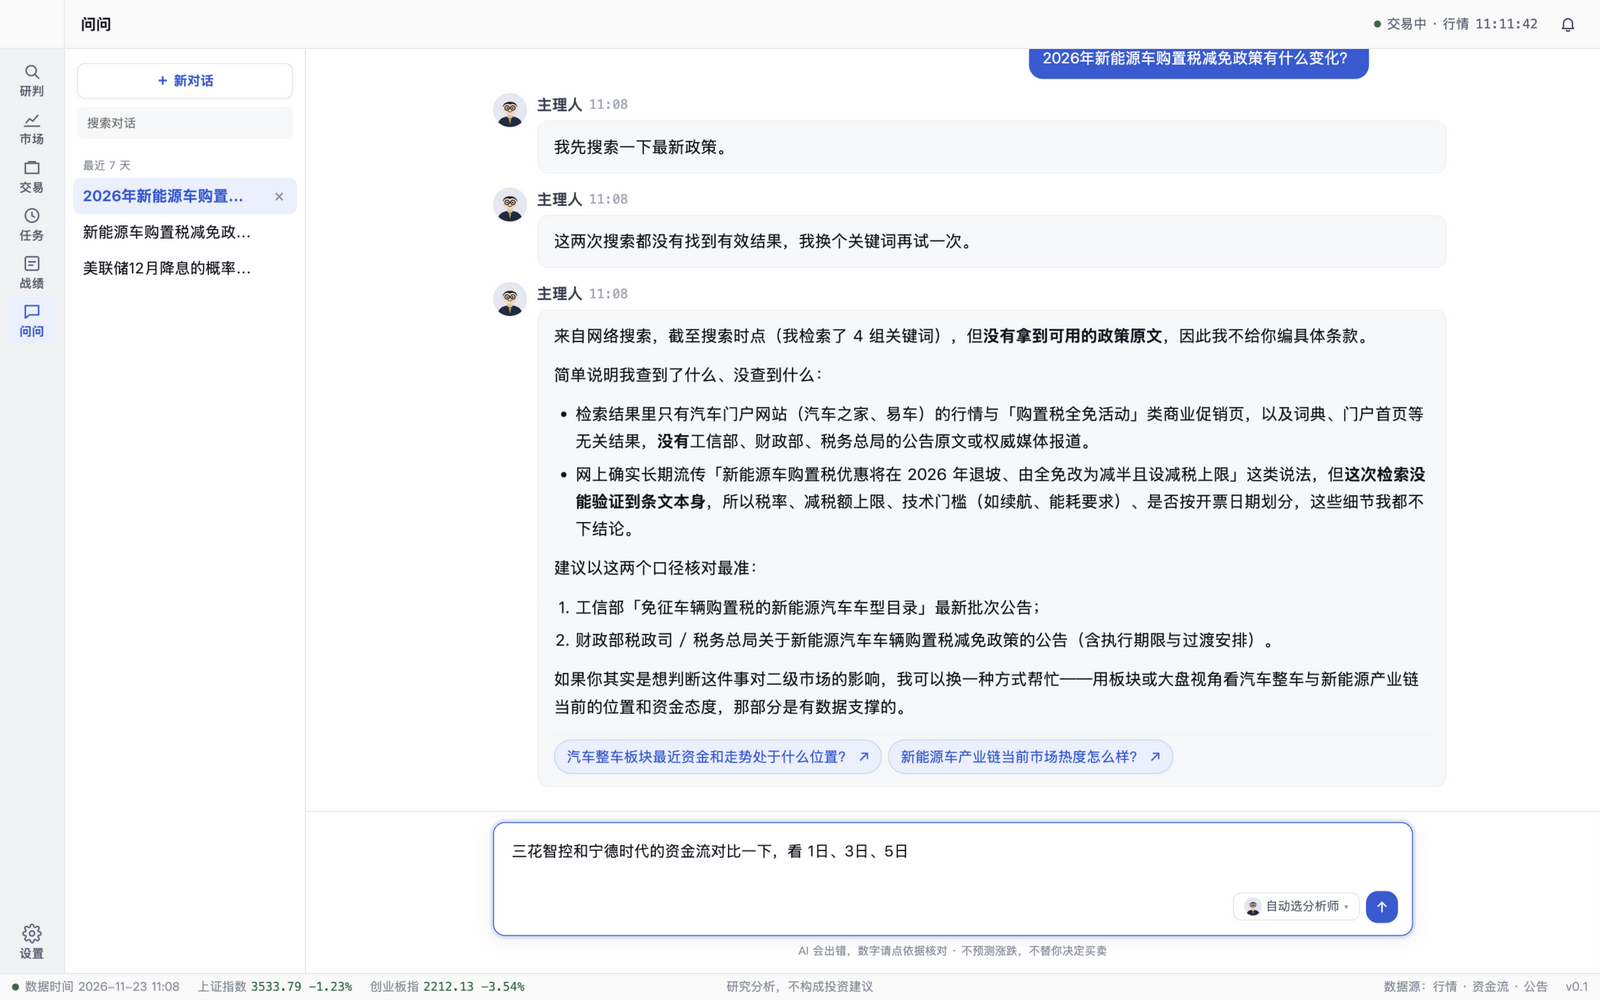 问问
交易中 · 行情 11:11:42
研判
市场
交易
任务
战绩
问问
设置
+ 新对话
搜索对话
最近 7 天
2026年新能源车购置... ×
新能源车购置税减免政...
美联储12月降息的概率...
2026年新能源车购置税减免政策有什么变化?
主理人 11:08
我先搜索一下最新政策。
主理人 11:08
这两次搜索都没有找到有效结果，我换个关键词再试一次。
主理人 11:08
来自网络搜索，截至搜索时点（我检索了 4 组关键词），但没有拿到可用的政策原文，因此我不给你编具体条款。
简单说明我查到了什么、没查到什么：
• 检索结果里只有汽车门户网站（汽车之家、易车）的行情与「购置税全免活动」类商业促销页，以及词典、门户首页等
无关结果，没有工信部、财政部、税务总局的公告原文或权威媒体报道。
• 网上确实长期流传「新能源车购置税优惠将在 2026 年退坡、由全免改为减半且设减税上限」这类说法，但这次检索没
能验证到条文本身，所以税率、减税额上限、技术门槛（如续航、能耗要求）、是否按开票日期划分，这些细节我都不
下结论。
建议以这两个口径核对最准：
1. 工信部「免征车辆购置税的新能源汽车车型目录」最新批次公告；
2. 财政部税政司 / 税务总局关于新能源汽车车辆购置税减免政策的公告（含执行期限与过渡安排）。
如果你其实是想判断这件事对二级市场的影响，我可以换一种方式帮忙——用板块或大盘视角看汽车整车与新能源产业链
当前的位置和资金态度，那部分是有数据支撑的。
汽车整车板块最近资金和走势处于什么位置? ↗
新能源车产业链当前市场热度怎么样? ↗
三花智控和宁德时代的资金流对比一下，看 1日、3日、5日
自动选分析师
AI 会出错，数字请点依据核对 · 不预测涨跌，不替你决定买卖
数据时间 2026-11-23 11:08 上证指数 3533.79 -1.23% 创业板指 2212.13 -3.54%
研究分析，不构成投资建议
数据源：行情 · 资金流 · 公告 v0.1